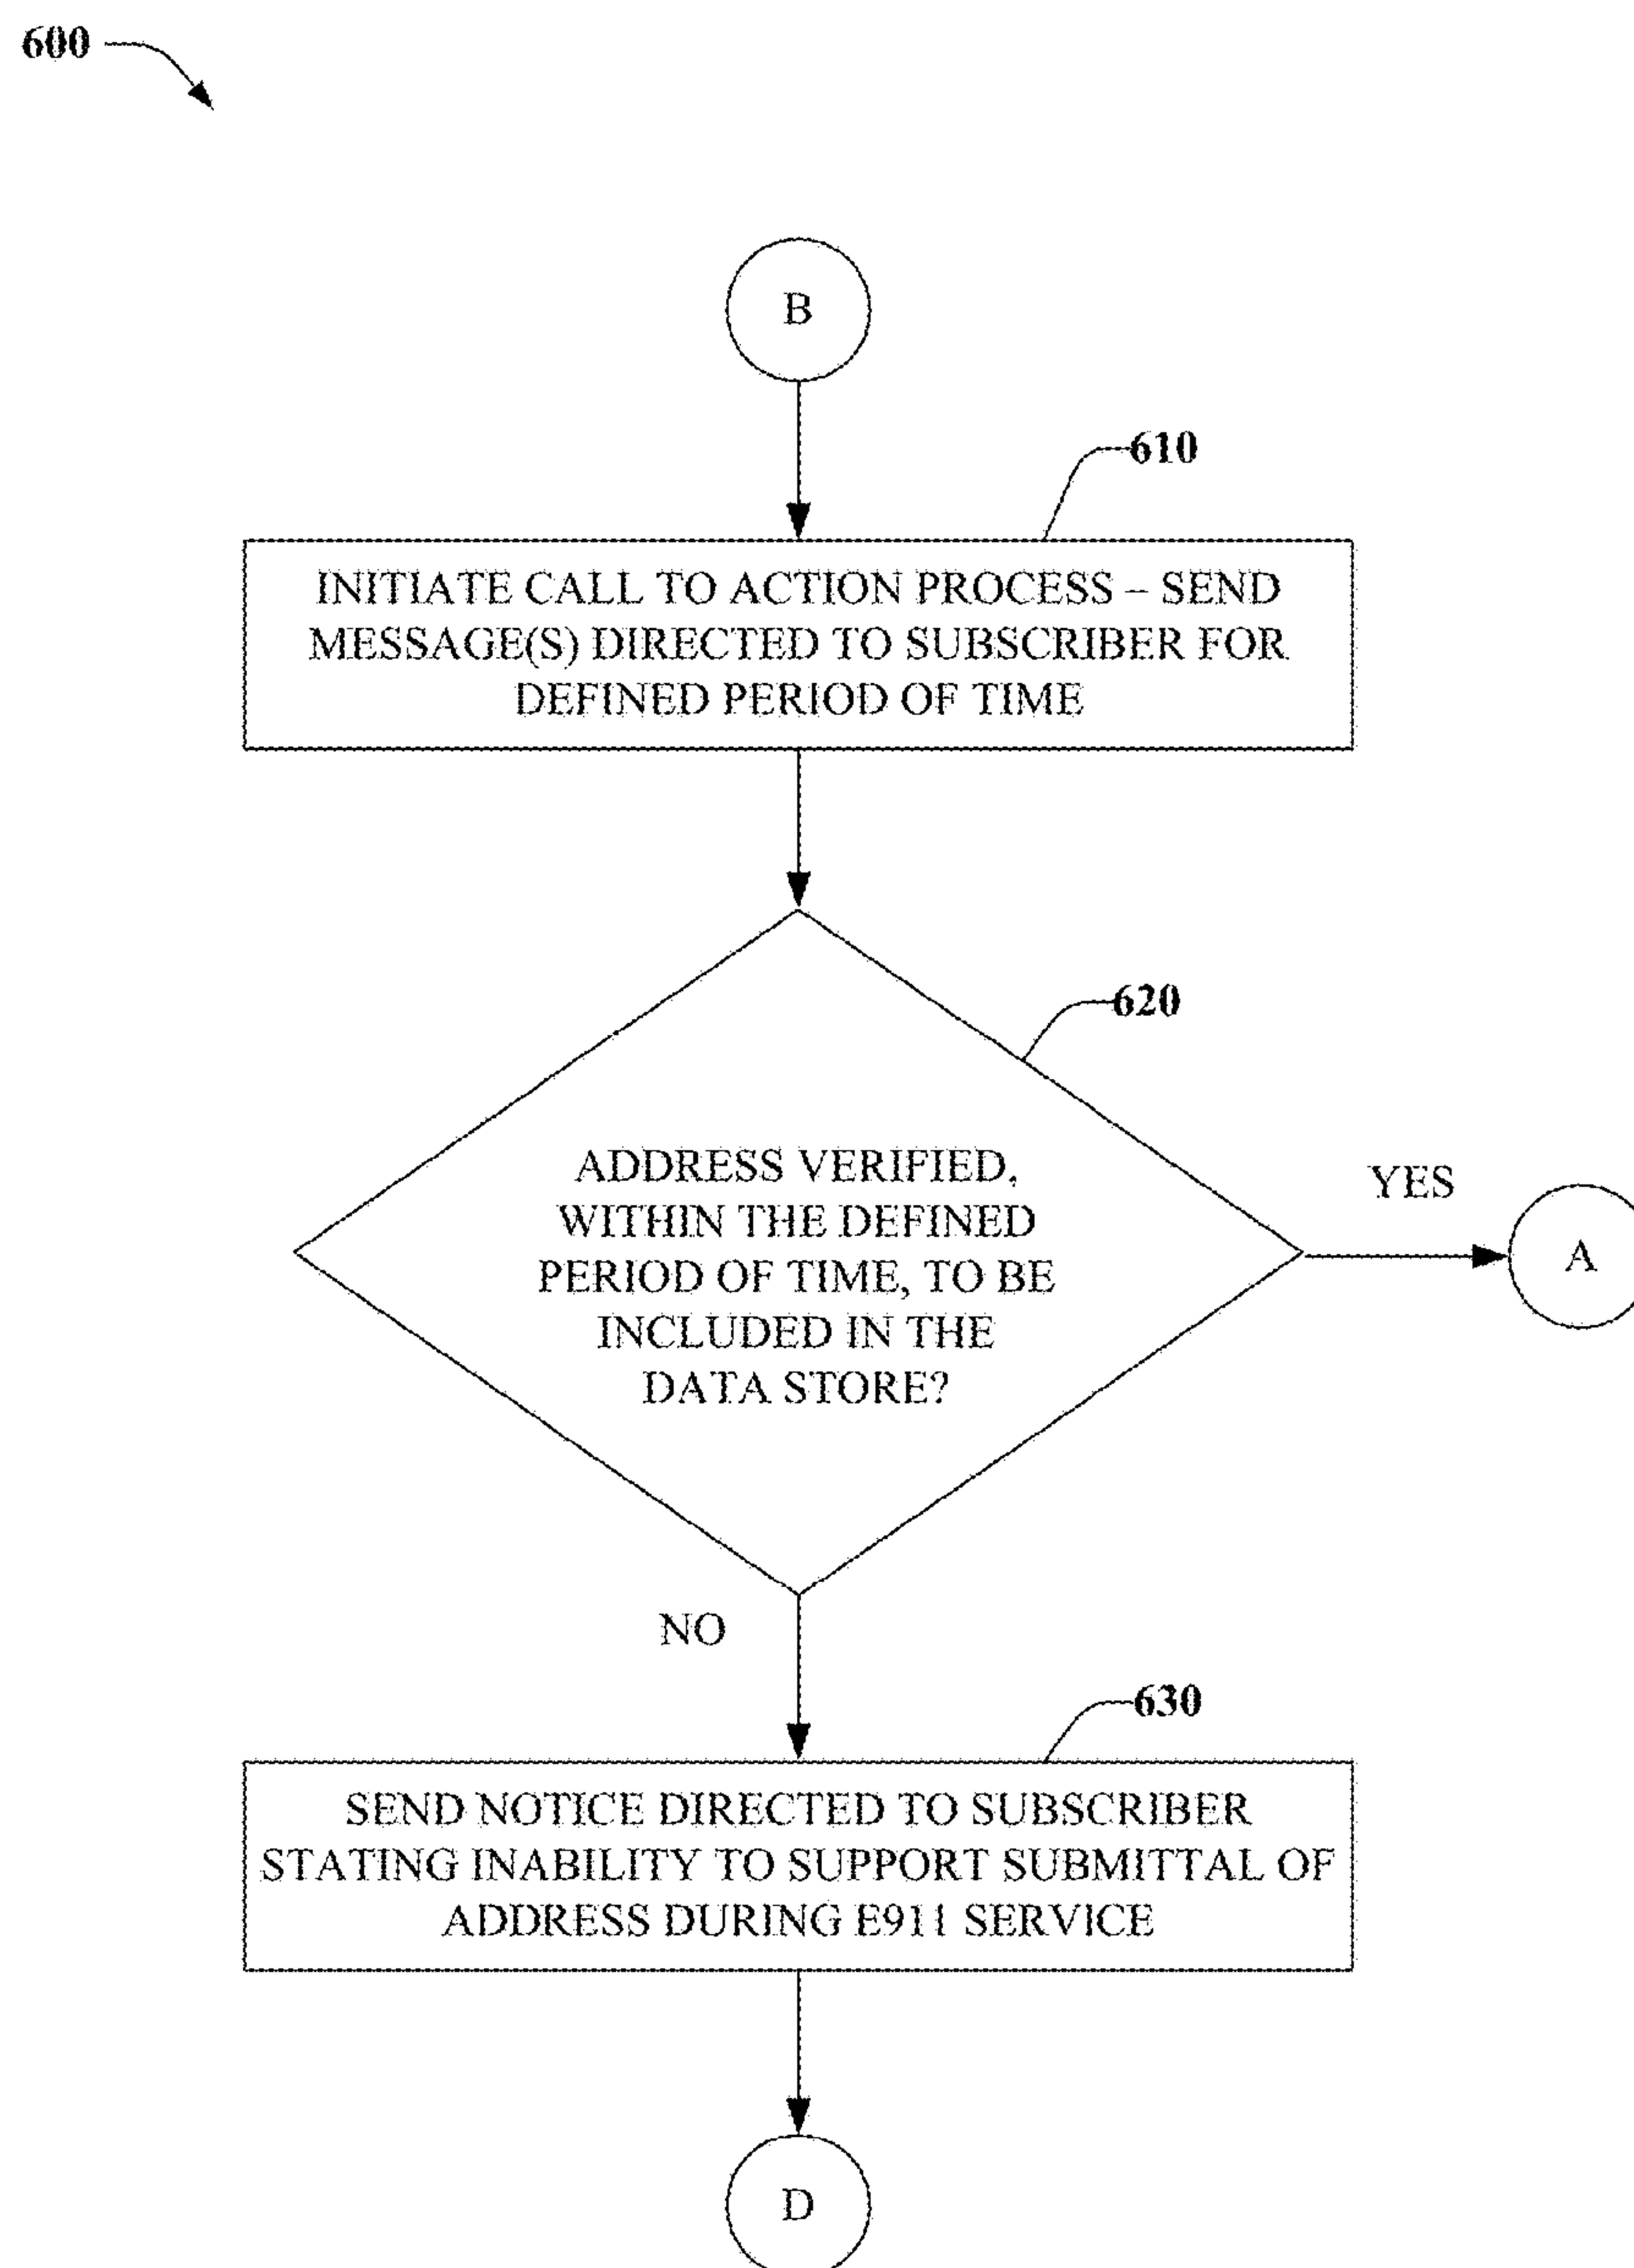 600
B
610
INITIATE CALL TO ACTION PROCESS – SEND
MESSAGE(S) DIRECTED TO SUBSCRIBER FOR
DEFINED PERIOD OF TIME
620
ADDRESS VERIFIED,
WITHIN THE DEFINED
PERIOD OF TIME, TO BE
INCLUDED IN THE
DATA STORE?
YES
A
NO
630
SEND NOTICE DIRECTED TO SUBSCRIBER
STATING INABILITY TO SUPPORT SUBMITTAL OF
ADDRESS DURING E911 SERVICE
D